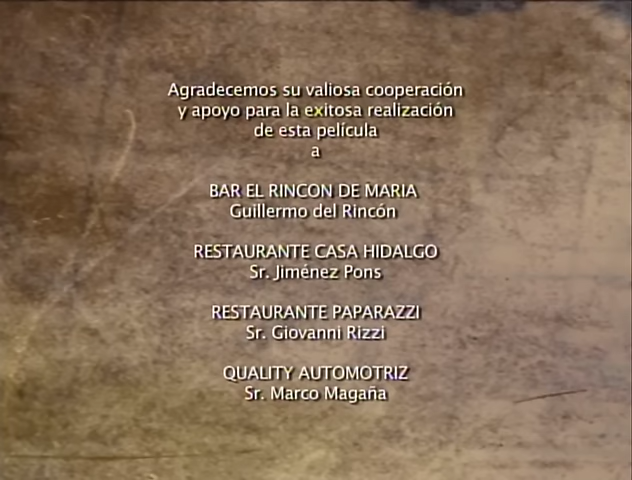 Agradecemos su valiosa cooperación
y apoyo para la exitosa realización
de esta película
a
BAR EL RINCON DE MARIA
Guillermo del Rincón
RESTAURANTE CASA HIDALGO
Sr. Jiménez Pons
RESTAURANTE PAPARAZZI
Sr. Giovanni Rizzi
QUALITY AUTOMOTRIZ
Sr. Marco Magaña